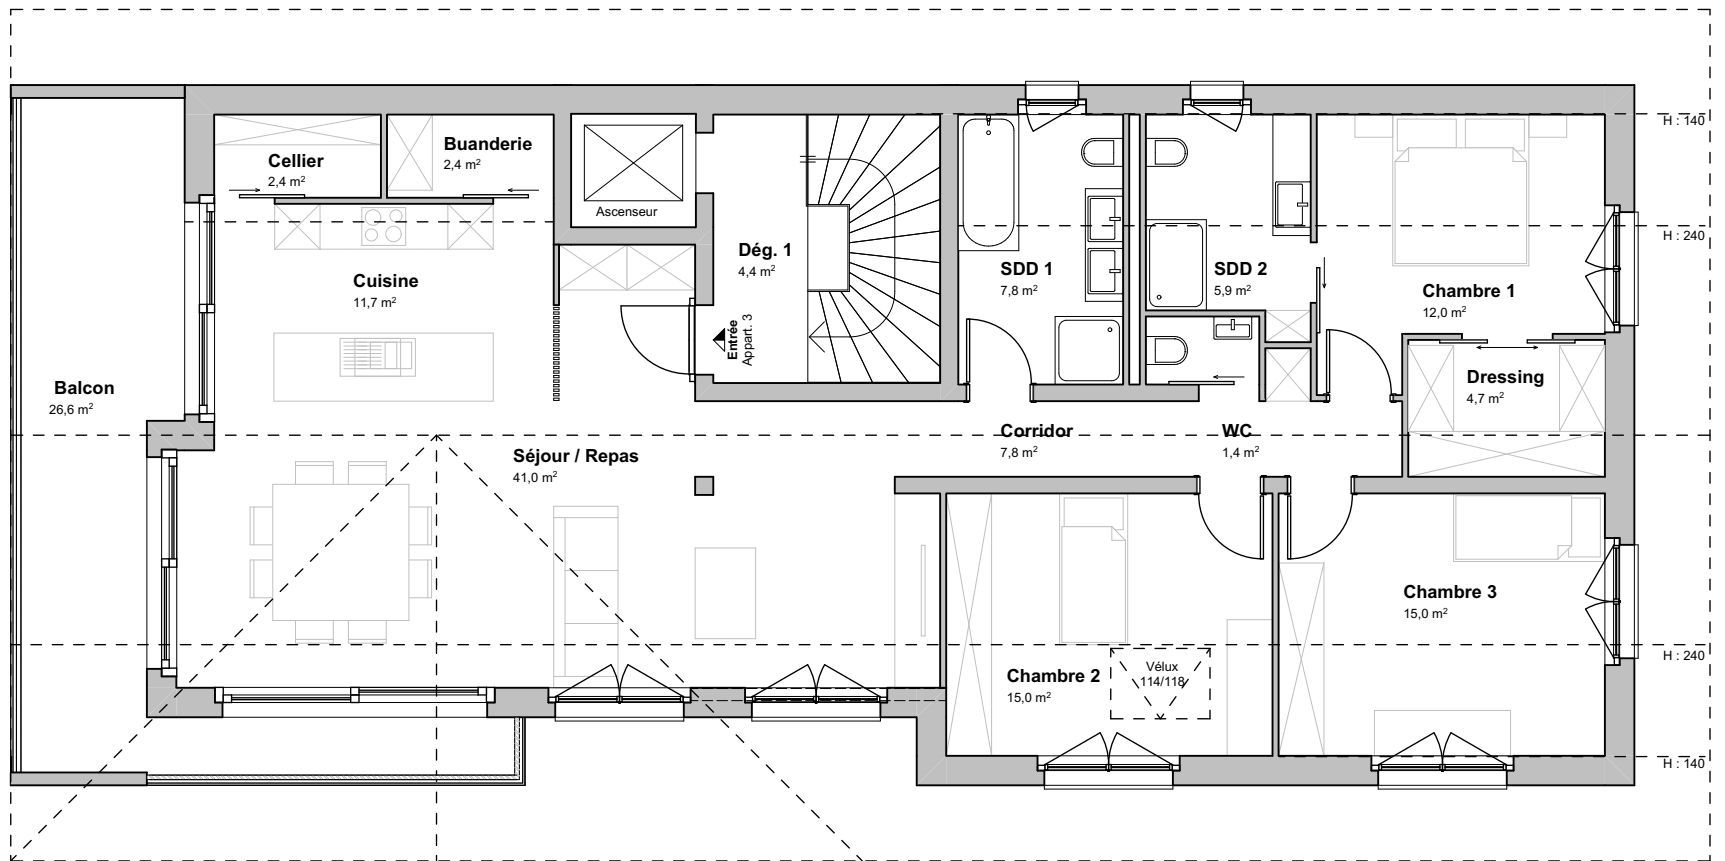 H : 140
Buanderie
2,4 m²
Cellier
2,4 m²
Ascenseur
H : 240
Dég. 1
4,4 m²
SDD 1
7,8 m²
SDD 2
5,9 m²
Cuisine
11,7 m²
Chambre 1
12,0 m²
Entrée
Appart. 3
Balcon
26,6 m²
Dressing
4,7 m²
Corridor
7,8 m²
WC
1,4 m²
Séjour / Repas
41,0 m²
Chambre 3
15,0 m²
H : 240
Chambre 2
15,0 m²
Vélux
114/118
H : 140